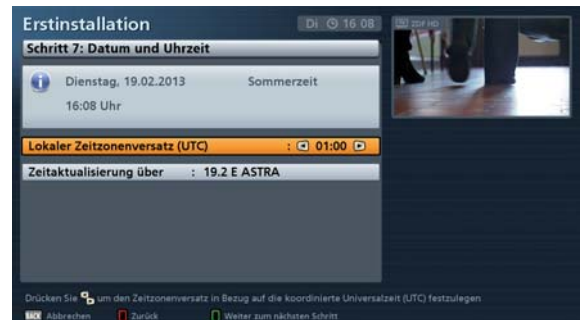 Erstinstallation
Di 16 08
ZDF HD
Schritt 7: Datum und Uhrzeit
Dienstag, 19.02.2013 Sommerzeit
16:08 Uhr
Lokaler Zeitzonenversatz (UTC) : 01:00
Zeitaktualisierung über : 19.2 E ASTRA
Drücken Sie um den Zeitzonenversatz in Bezug auf die koordinierte Universalzeit (UTC) festzulegen
BACK Abbrechen Zurück Weiter zum nächsten Schritt